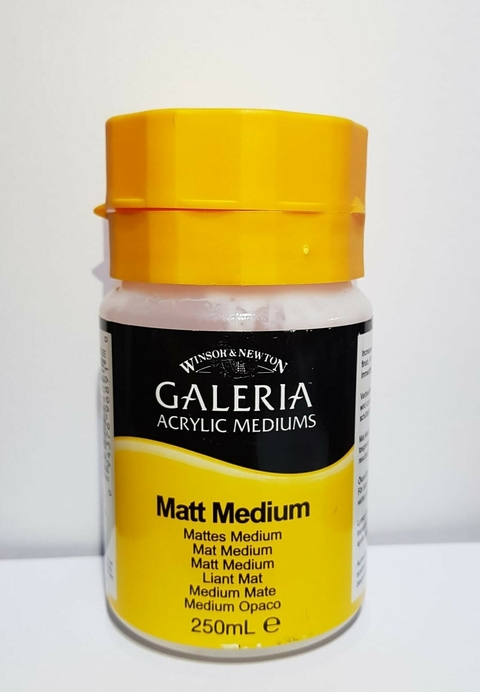 WINSOR & NEWTON
GALERIA
ACRYLIC MEDIUMS
Matt Medium
Mattes Medium
Mat Medium
Matt Medium
Liant Mat
Medium Mate
Medium Opaco
250mL ℮